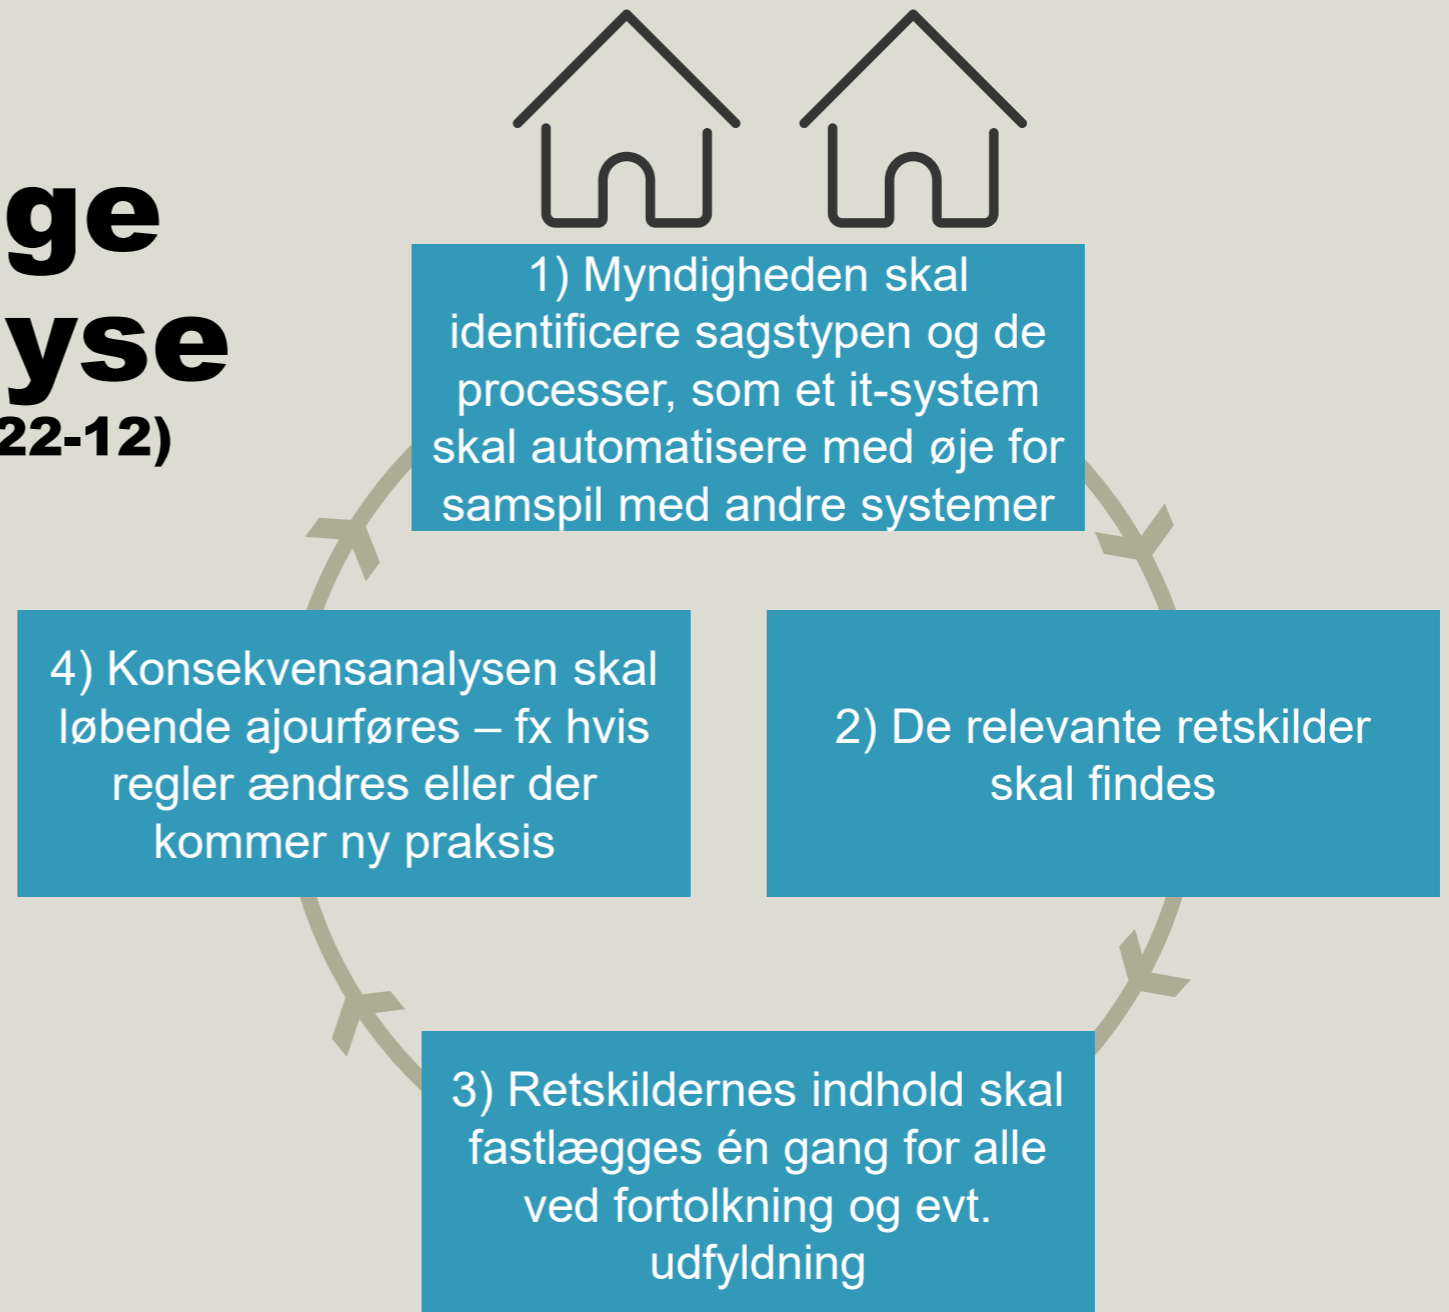 ge
yse
22-12)
1) Myndigheden skal
identificere sagstypen og de
processer, som et it-system
skal automatisere med øje for
samspil med andre systemer
2) De relevante retskilder
skal findes
3) Retskildernes indhold skal
fastlægges én gang for alle
ved fortolkning og evt.
udfyldning
4) Konsekvensanalysen skal
løbende ajourføres – fx hvis
regler ændres eller der
kommer ny praksis